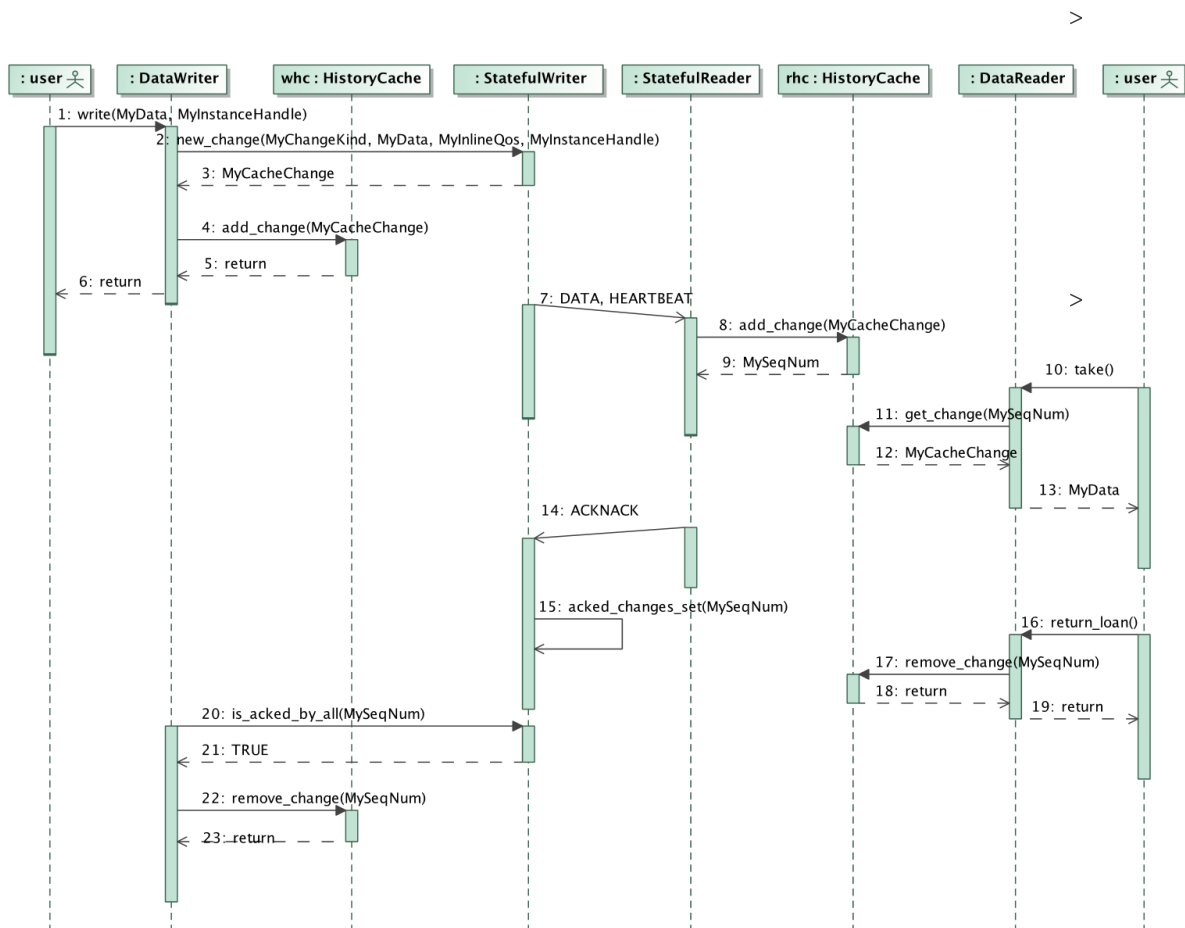 >
: user
: DataWriter
whc : HistoryCache
: StatefulWriter
: StatefulReader
rhc : HistoryCache
: DataReader
: user
1: write(MyData, MyInstanceHandle)
2: new_change(MyChangeKind, MyData, MyInlineQos, MyInstanceHandle)
3: MyCacheChange
4: add_change(MyCacheChange)
5: return
6: return
7: DATA, HEARTBEAT
>
8: add_change(MyCacheChange)
9: MySeqNum
10: take()
11: get_change(MySeqNum)
12: MyCacheChange
13: MyData
14: ACKNACK
15: acked_changes_set(MySeqNum)
16: return_loan()
17: remove_change(MySeqNum)
18: return
19: return
20: is_acked_by_all(MySeqNum)
21: TRUE
22: remove_change(MySeqNum)
23: return